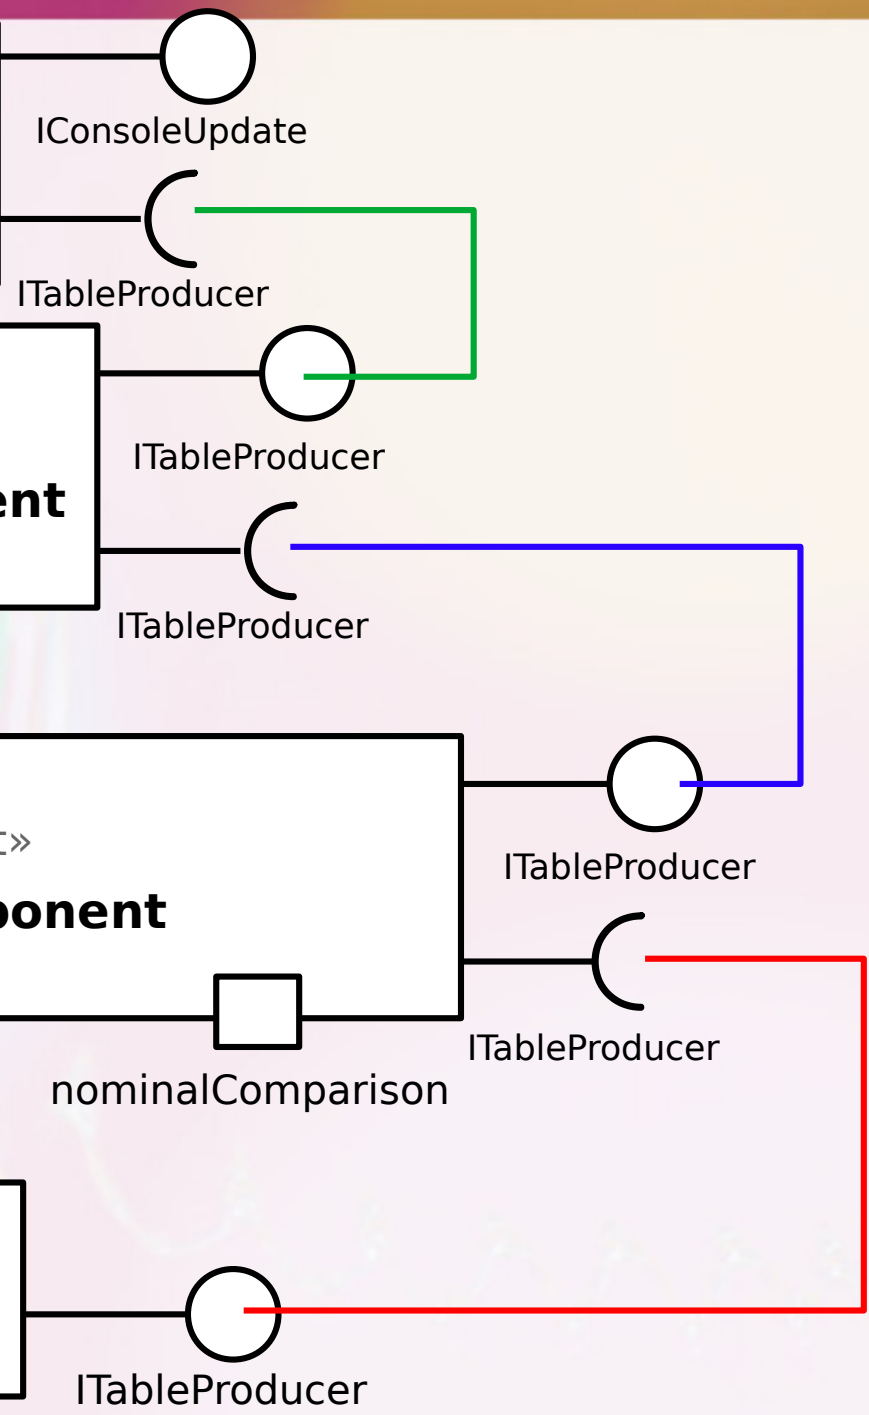 IConsoleUpdate
ITableProducer
ITableProducer
ent
ITableProducer
t»
ponent
ITableProducer
ITableProducer
nominalComparison
ITableProducer